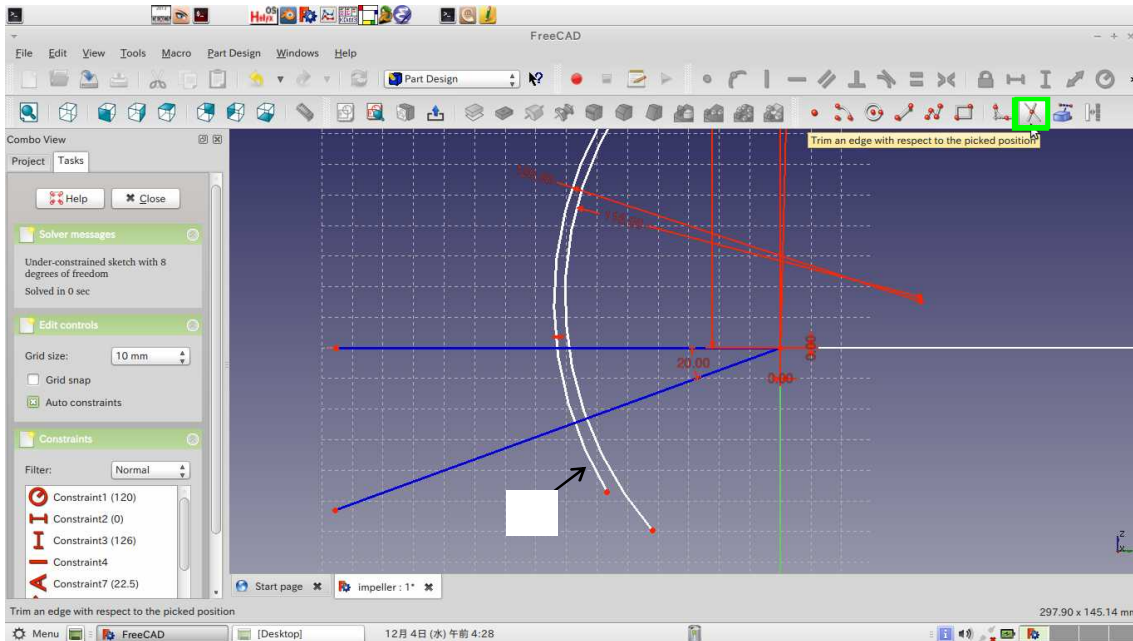 FreeCAD
File Edit View Tools Macro Part Design Windows Help
Part Design
Combo View
Project Tasks
Help Close
Solver messages
Under-constrained sketch with 8
degrees of freedom
Solved in 0 sec
Edit controls
Grid size: 10 mm
Grid snap
Auto constraints
Constraints
Filter: Normal
Constraint1 (120)
Constraint2 (0)
Constraint3 (126)
Constraint4
Constraint7 (22.5)
Trim an edge with respect to the picked position
20.00
0.00
0.00
Z
X
Start page impeller : 1*
Trim an edge with respect to the picked position
297.90 x 145.14 mm
Menu FreeCAD [Desktop] 12月 4日 (水) 午前 4:28